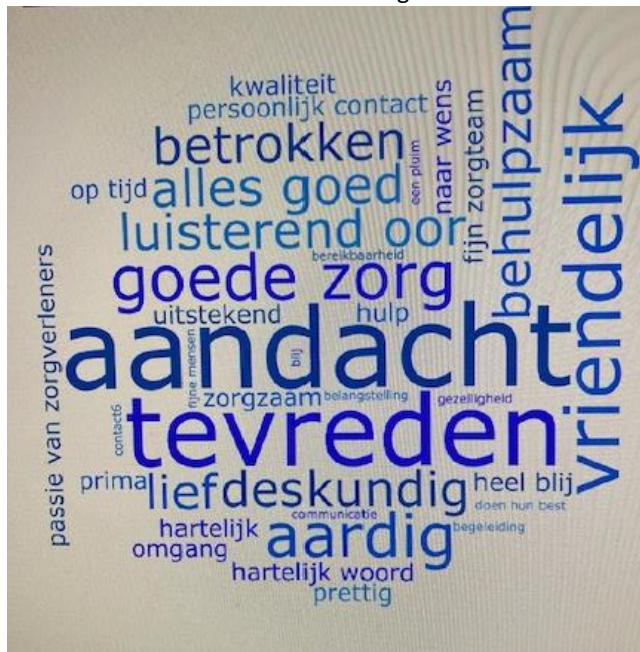 kwaliteit
persoonlijk contact
betrokken
op tijd
alles goed
een pluim
naar wens
fijn zorgteam
behulpzaam
vriendelijk
luisterend oor
bereikbaarheid
goede zorg
uitstekend
hulp
aandacht
passie van zorgverleners
fijne mensen
blij
zorgzaam
belangstelling
gezelligheid
contact6
tevreden
prima
lief
deskundig
heel blij
doen hun best
communicatie
hartelijk
aardig
begeleiding
omgang
hartelijk woord
prettig